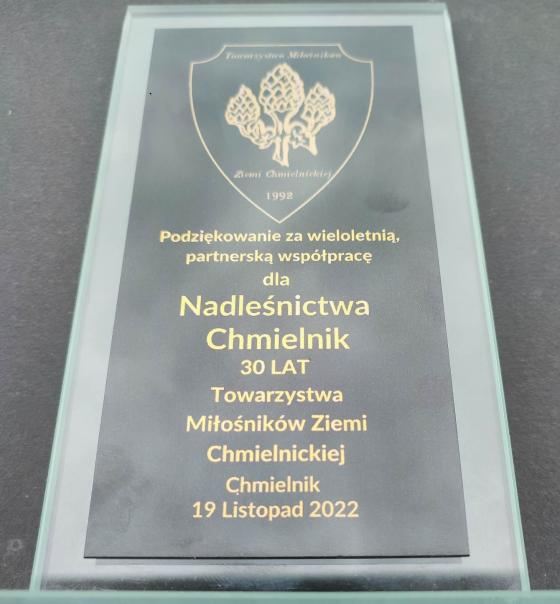 Towarzystwo Miłośników
Ziemi Chmielnickiej
1992
Podziękowanie za wieloletnią,
partnerską współpracę
dla
Nadleśnictwa
Chmielnik
30 LAT
Towarzystwa
Miłośników Ziemi
Chmielnickiej
Chmielnik
19 Listopad 2022